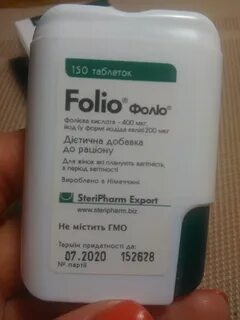 150 таблеток
Folio® Фоліо®
фолієва кислота - 400 мкг,
йод (у формі йодіда калія) 200 мкг
Дієтична добавка
до раціону
Для жінок які планують вагітність,
в період вагітності
Вироблено в Німеччині
SteriPharm Export
www.steripharm.biz
Не містить ГМО
Термін придатності до:
07.2020 152628
№ партії